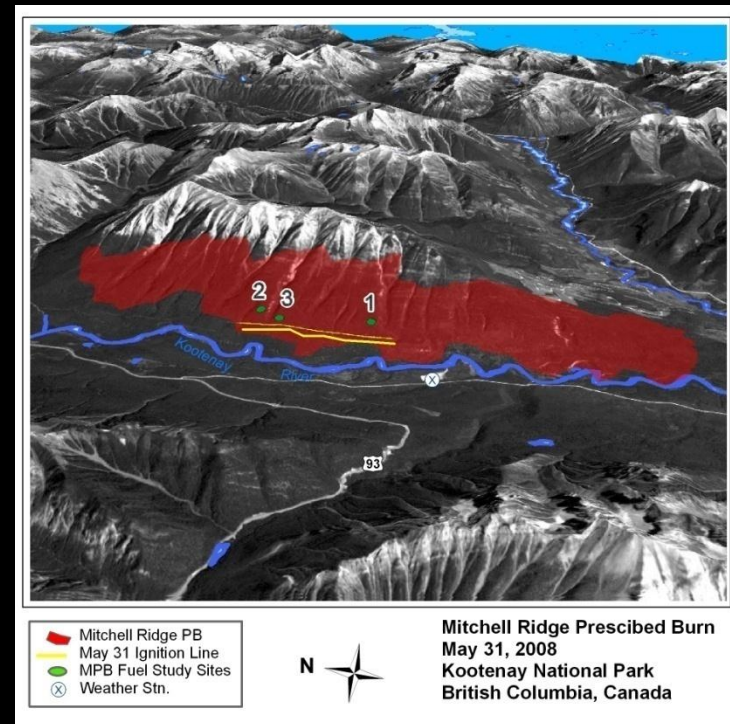 2
3
1
Kootenay
River
X
93
Mitchell Ridge PB
May 31 Ignition Line
MPB Fuel Study Sites
X Weather Stn.
N
Mitchell Ridge Prescibed Burn
May 31, 2008
Kootenay National Park
British Columbia, Canada